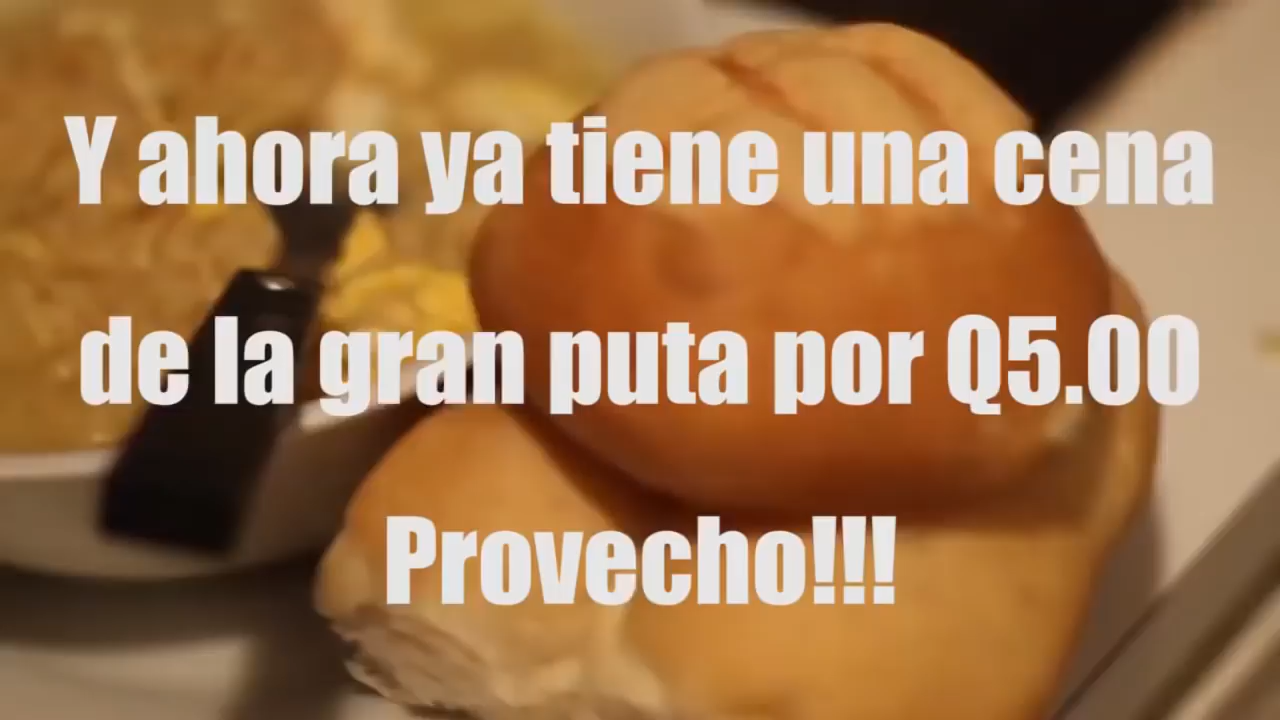 Y ahora ya tiene una cena
de la gran puta por Q5.00
Provecho!!!